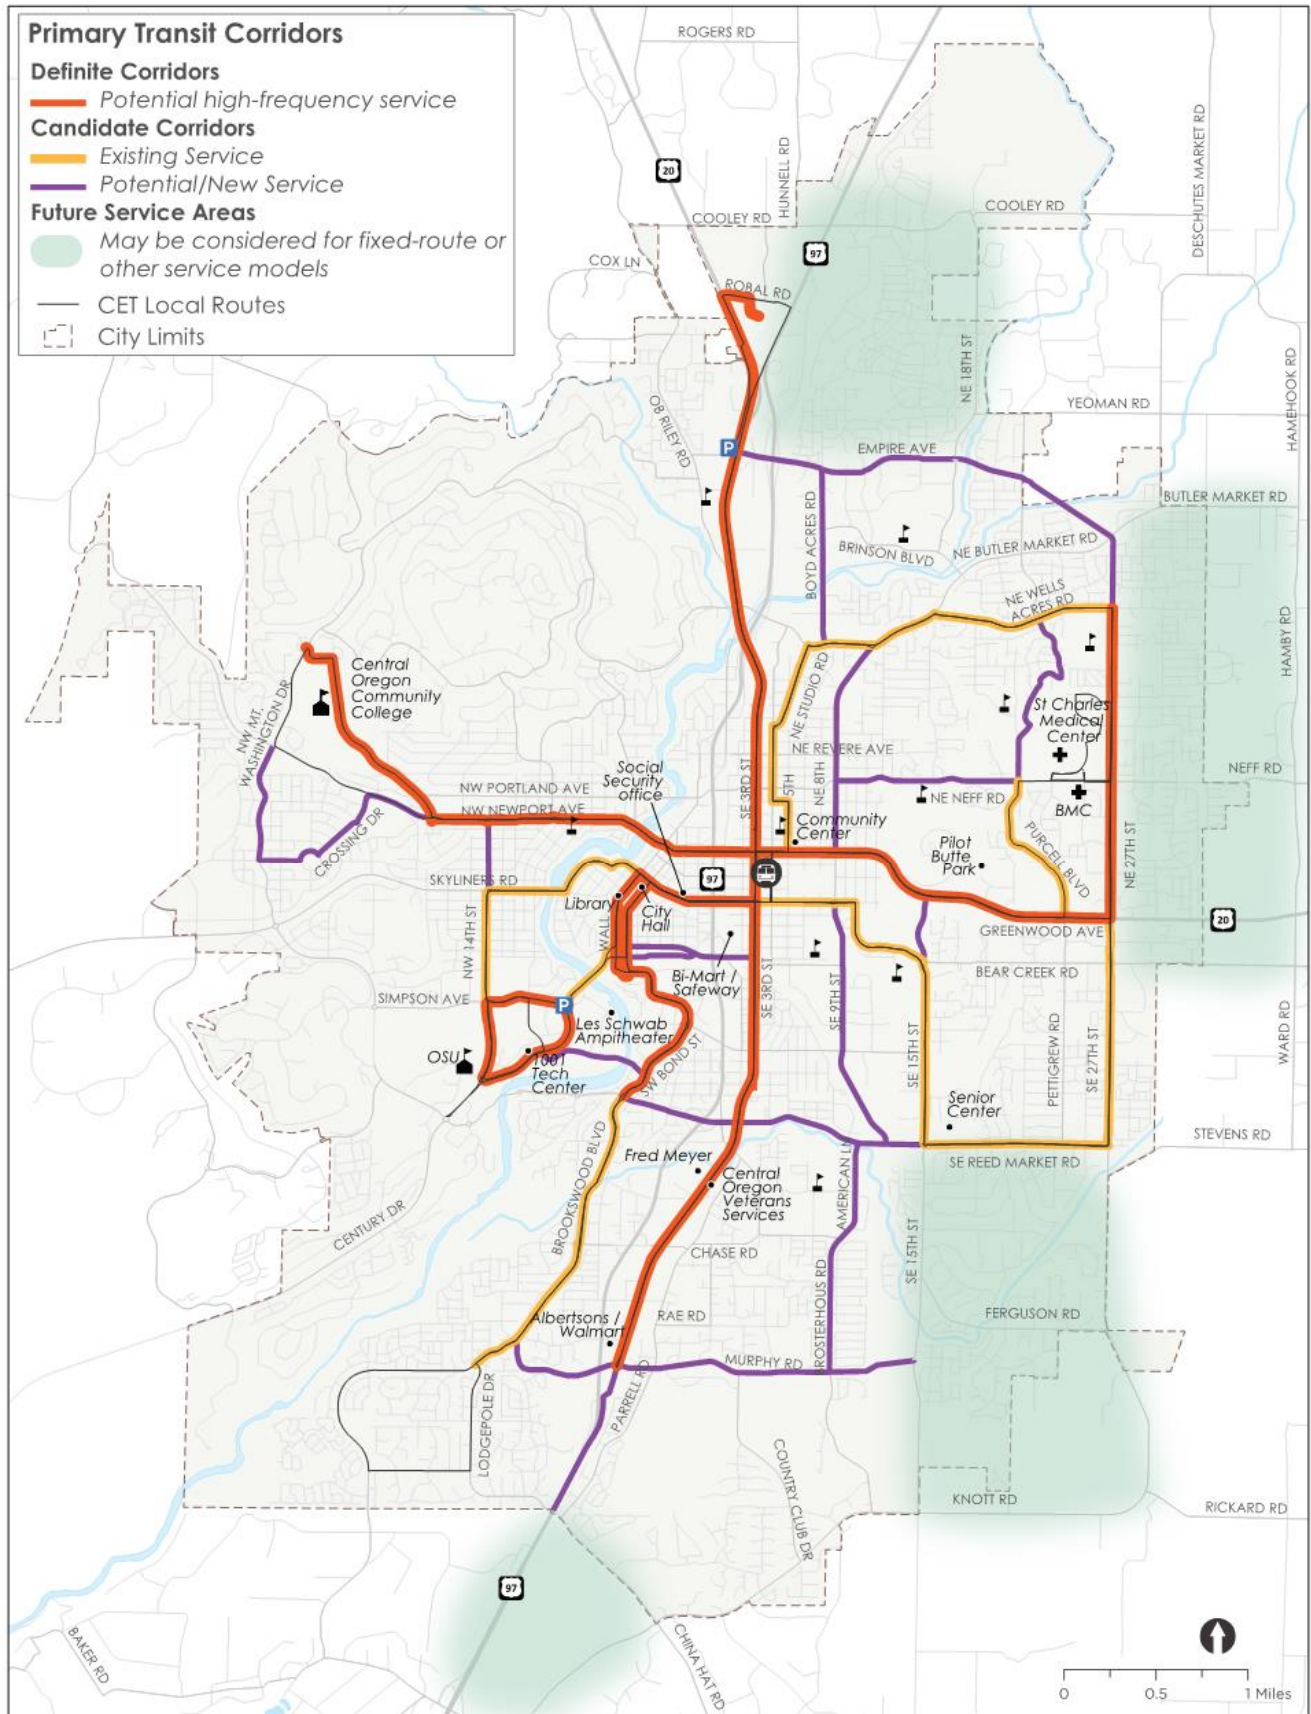 Primary Transit Corridors
Definite Corridors
Potential high-frequency service
Candidate Corridors
Existing Service
Potential/New Service
Future Service Areas
May be considered for fixed-route or
other service models
CET Local Routes
City Limits
ROGERS RD
20
HUNNELL RD
DESCHUTES MARKET RD
COOLEY RD
COOLEY RD
97
COX LN
ROBAL RD
NE 18TH ST
HAMEHOOK RD
YEOMAN RD
OB RILEY RD
P
EMPIRE AVE
BUTLER MARKET RD
BOYD ACRES RD
BRINSON BLVD
NE BUTLER MARKET RD
NE WELLS
ACRES RD
HAMBY RD
Central
Oregon
Community
College
NW MT.
WASHINGTON DR
NE STUDIO RD
St Charles
Medical
Center
NE REVERE AVE
Social
Security
office
SE 3RD ST
5TH
NE 8TH
NEFF RD
NW PORTLAND AVE
NW NEWPORT AVE
NE NEFF RD
BMC
CROSSING DR
Community
Center
PURCELL BLVD
NE 27TH ST
Pilot
Butte
Park
SKYLINERS RD
97
Library
City
Hall
WALL
20
GREENWOOD AVE
NW 14TH ST
Bi-Mart /
Safeway
BEAR CREEK RD
SIMPSON AVE
P
SE 3RD ST
SE 9TH ST
Les Schwab
Ampitheater
OSU
1001
Tech
Center
SW BOND ST
SE 15TH ST
PETTIGREW RD
SE 27TH ST
WARD RD
Senior
Center
STEVENS RD
SE REED MARKET RD
BROOKSWOOD BLVD
Fred Meyer
Central
Oregon
Veterans
Services
AMERICAN LN
CENTURY DR
CHASE RD
SE 15TH ST
BROSTERHOUS RD
Albertsons /
Walmart
RAE RD
FERGUSON RD
MURPHY RD
LODGEPOLE DR
PARRELL RD
COUNTRY CLUB DR
KNOTT RD
RICKARD RD
97
BAKER RD
CHINA HAT RD
0 0.5 1 Miles